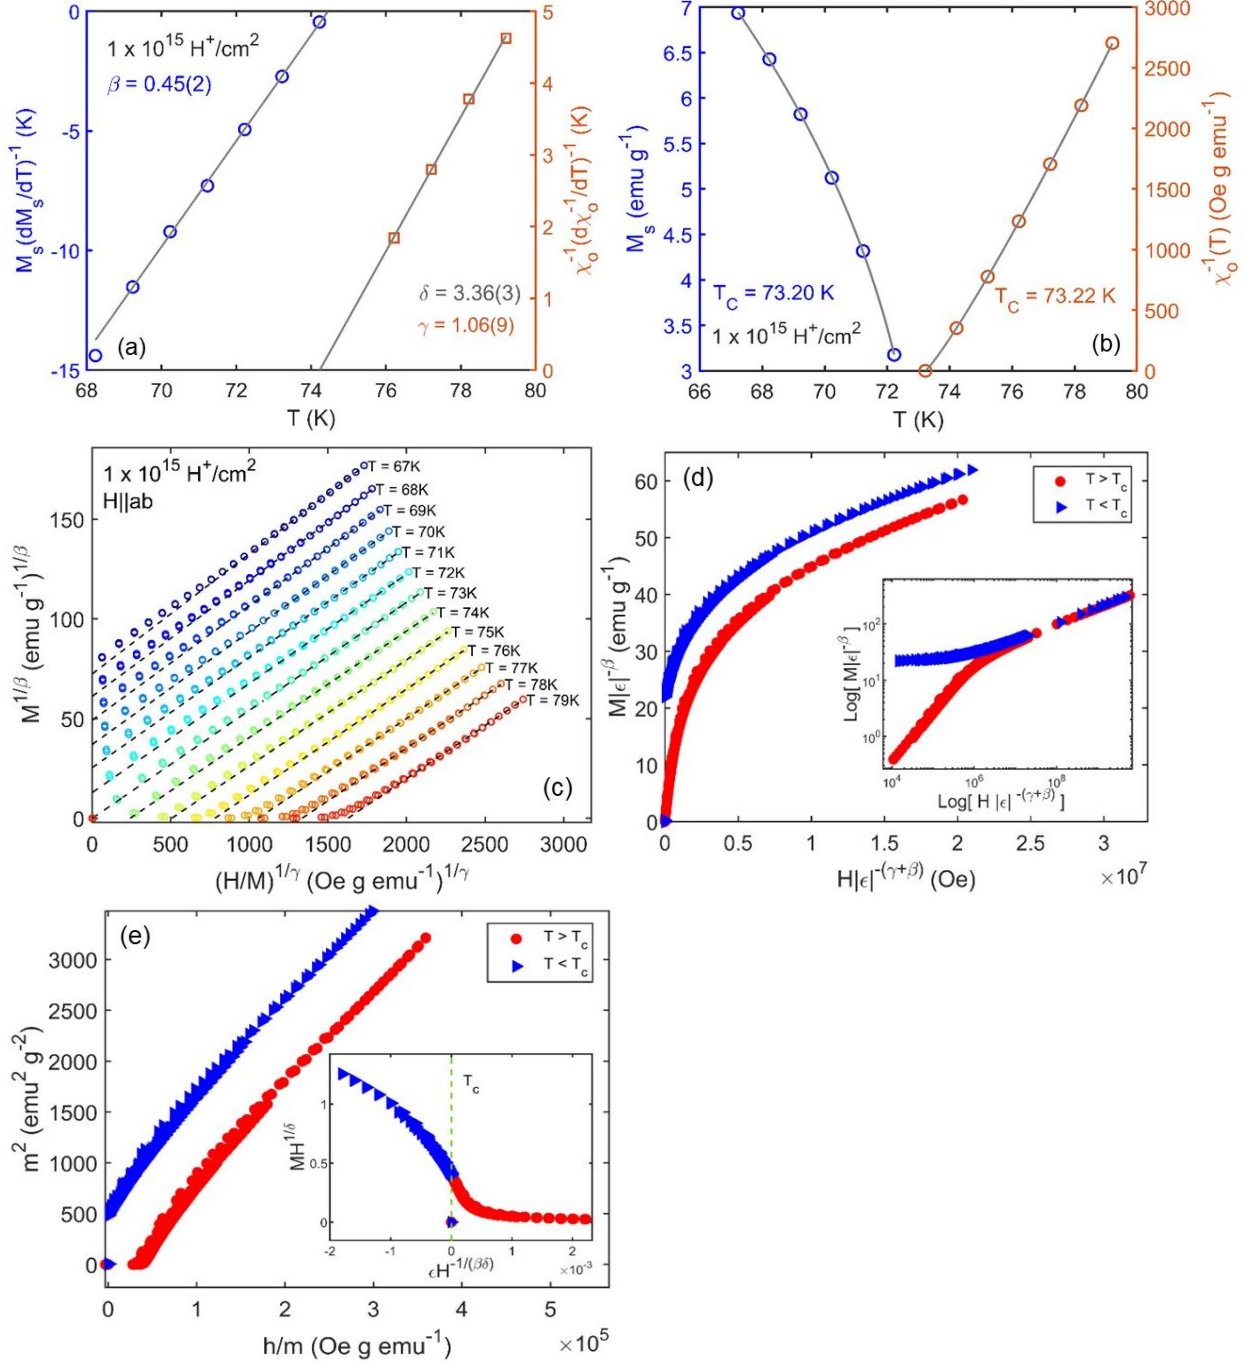 1 x 10^15 H^+/cm^2
β = 0.45(2)
δ = 3.36(3)
γ = 1.06(9)
(a)
M_s(dM_s/dT)^-1 (K)
0
-5
-10
-15
χ_o^-1(dχ_o^-1/dT)^-1 (K)
5
4
3
2
1
0
68 70 72 74 76 78 80
T (K)
M_s (emu g^-1)
7
6.5
6
5.5
5
4.5
4
3.5
3
χ_o^-1(T) (Oe g emu^-1)
3000
2500
2000
1500
1000
500
0
T_C = 73.20 K
T_C = 73.22 K
1 x 10^15 H^+/cm^2
(b)
66 68 70 72 74 76 78 80
T (K)
1 x 10^15 H^+/cm^2
H||ab
T = 67K
T = 68K
T = 69K
T = 70K
T = 71K
T = 72K
T = 73K
T = 74K
T = 75K
T = 76K
T = 77K
T = 78K
T = 79K
(c)
M^1/β (emu g^-1)^1/β
150
100
50
0
0 500 1000 1500 2000 2500 3000
(H/M)^1/γ (Oe g emu^-1)^1/γ
(d)
T > T_c
T < T_c
M|ϵ|^-β (emu g^-1)
60
50
40
30
20
10
0
Log[ M|ϵ|^-β ]
10^2
10^1
10^0
10^4 10^6 10^8
Log[ H |ϵ|^-(γ+β) ]
0 0.5 1 1.5 2 2.5 3
H|ϵ|^-(γ+β) (Oe)
×10^7
(e)
T > T_c
T < T_c
m^2 (emu^2 g^-2)
3000
2500
2000
1500
1000
500
0
T_c
MH^1/δ
1
0.5
0
-2 -1 0 1 2
ϵH^-1/(βδ)
×10^-3
0 1 2 3 4 5
h/m (Oe g emu^-1)
×10^5